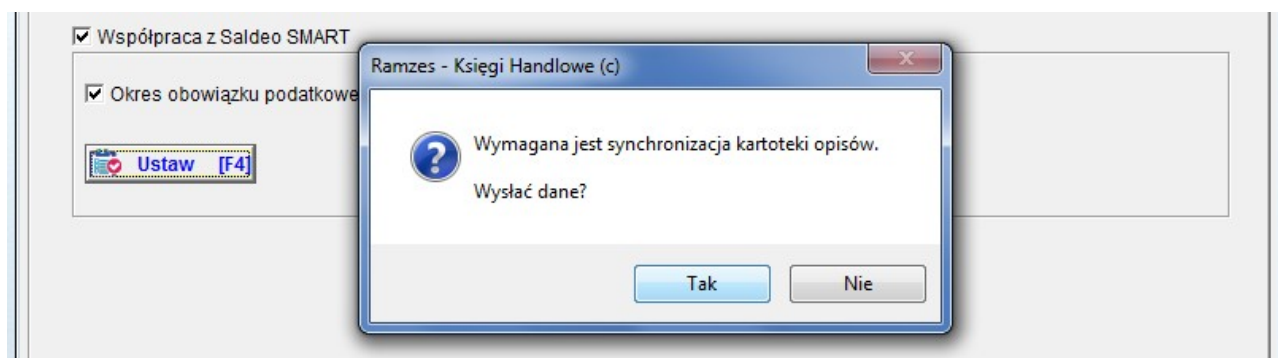 Współpraca z Saldeo SMART
Ramzes - Księgi Handlowe (c)
Okres obowiązku podatkowe
Wymagana jest synchronizacja kartoteki opisów.
Ustaw [F4]
Wysłać dane?
Tak
Nie